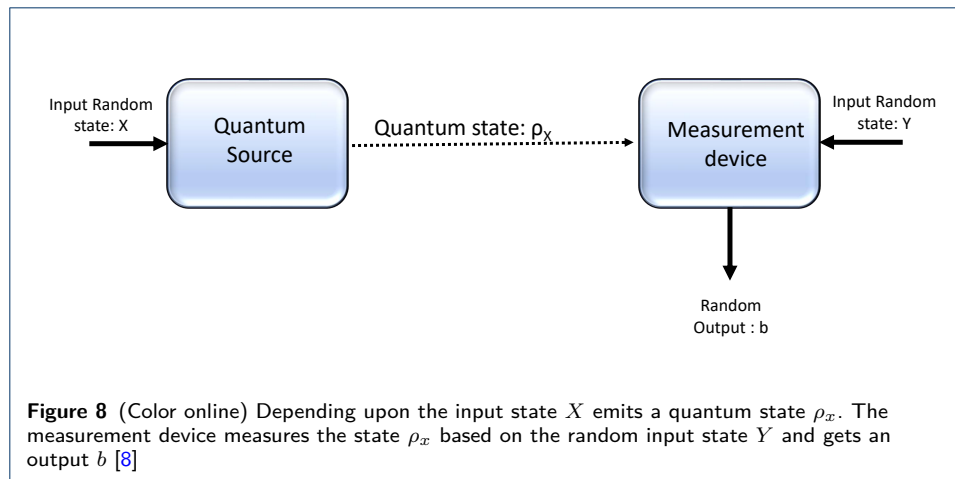 Input Random
state: X
Quantum
Source
Quantum state: ρX
Measurement
device
Input Random
state: Y
Random
Output : b
Figure 8 (Color online) Depending upon the input state X emits a quantum state ρx. The
measurement device measures the state ρx based on the random input state Y and gets an
output b [8]